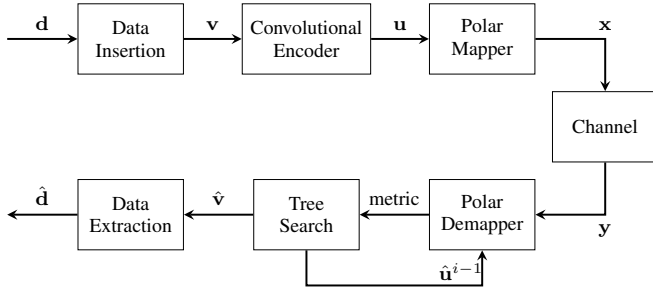 d
Data
Insertion
v
Convolutional
Encoder
u
Polar
Mapper
x
Channel
y
Polar
Demapper
metric
Tree
Search
v̂
Data
Extraction
d̂
û^{i−1}